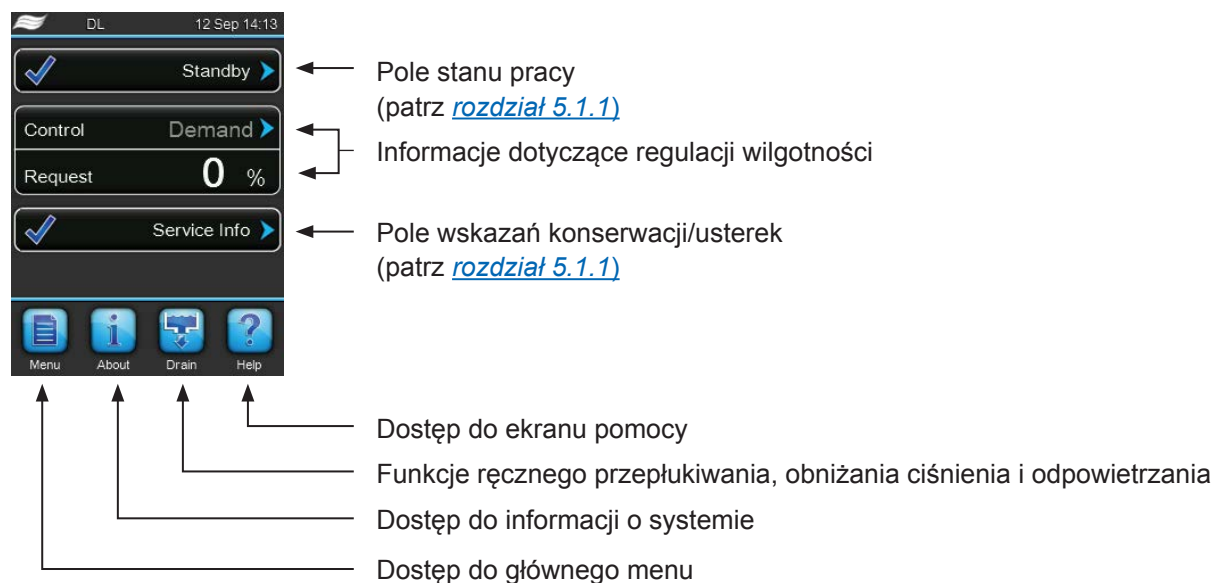 DL 12 Sep 14:13
Standby
Pole stanu pracy
(patrz rozdział 5.1.1)
Control Demand
Informacje dotyczące regulacji wilgotności
Request 0 %
Service Info
Pole wskazań konserwacji/usterek
(patrz rozdział 5.1.1)
Menu About Drain Help
Dostęp do ekranu pomocy
Funkcje ręcznego przepłukiwania, obniżania ciśnienia i odpowietrzania
Dostęp do informacji o systemie
Dostęp do głównego menu